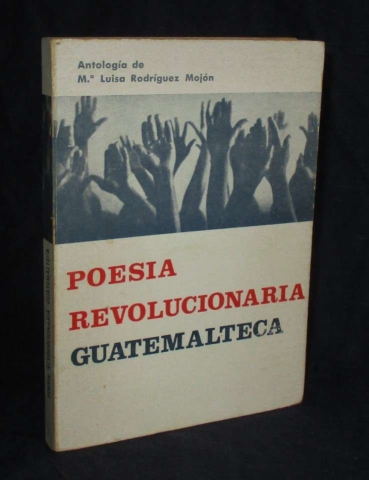 Antología de
M.ª Luisa Rodríguez Mojón
POESIA
REVOLUCIONARIA
GUATEMALTECA